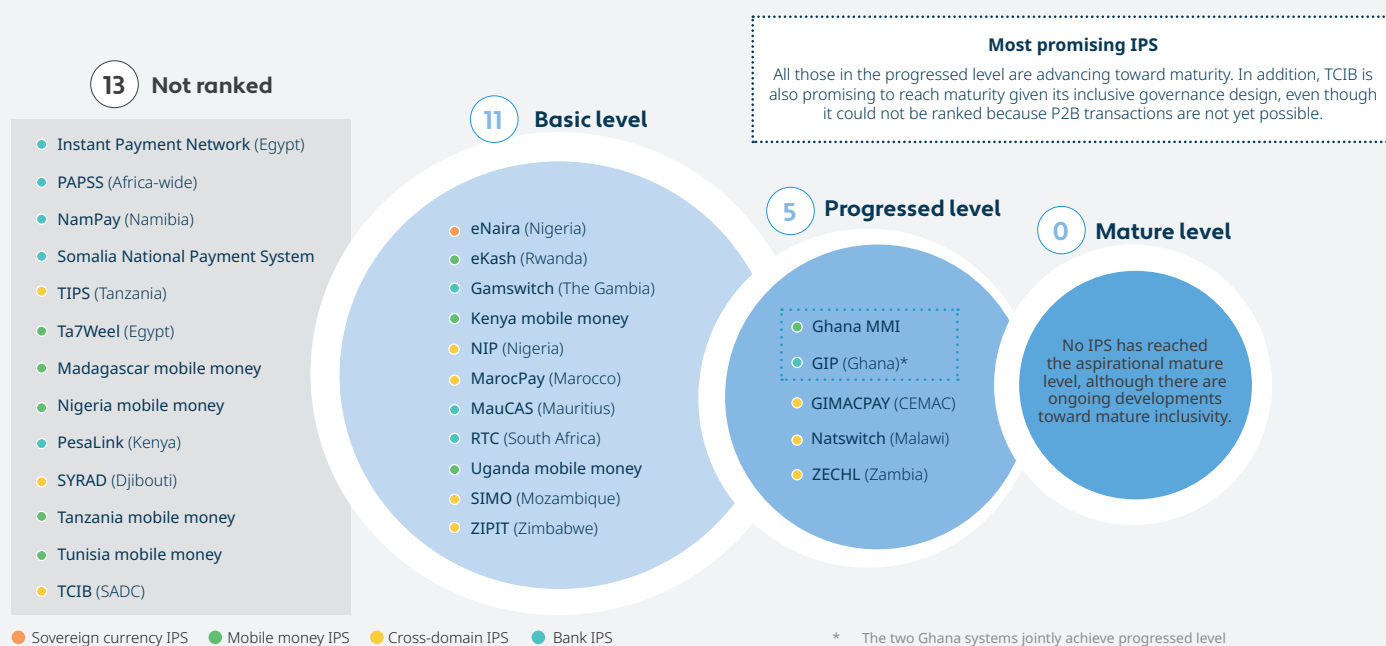 Most promising IPS
All those in the progressed level are advancing toward maturity. In addition, TCIB is
also promising to reach maturity given its inclusive governance design, even though
it could not be ranked because P2B transactions are not yet possible.
13 Not ranked
Instant Payment Network (Egypt)
PAPSS (Africa-wide)
NamPay (Namibia)
Somalia National Payment System
TIPS (Tanzania)
Ta7Weel (Egypt)
Madagascar mobile money
Nigeria mobile money
PesaLink (Kenya)
SYRAD (Djibouti)
Tanzania mobile money
Tunisia mobile money
TCIB (SADC)
11 Basic level
eNaira (Nigeria)
eKash (Rwanda)
Gamswitch (The Gambia)
Kenya mobile money
NIP (Nigeria)
MarocPay (Marocco)
MauCAS (Mauritius)
RTC (South Africa)
Uganda mobile money
SIMO (Mozambique)
ZIPIT (Zimbabwe)
5 Progressed level
Ghana MMI
GIP (Ghana)*
GIMACPAY (CEMAC)
Natswitch (Malawi)
ZECHL (Zambia)
0 Mature level
No IPS has reached
the aspirational mature
level, although there are
ongoing developments
toward mature inclusivity.
Sovereign currency IPS Mobile money IPS Cross-domain IPS Bank IPS
* The two Ghana systems jointly achieve progressed level